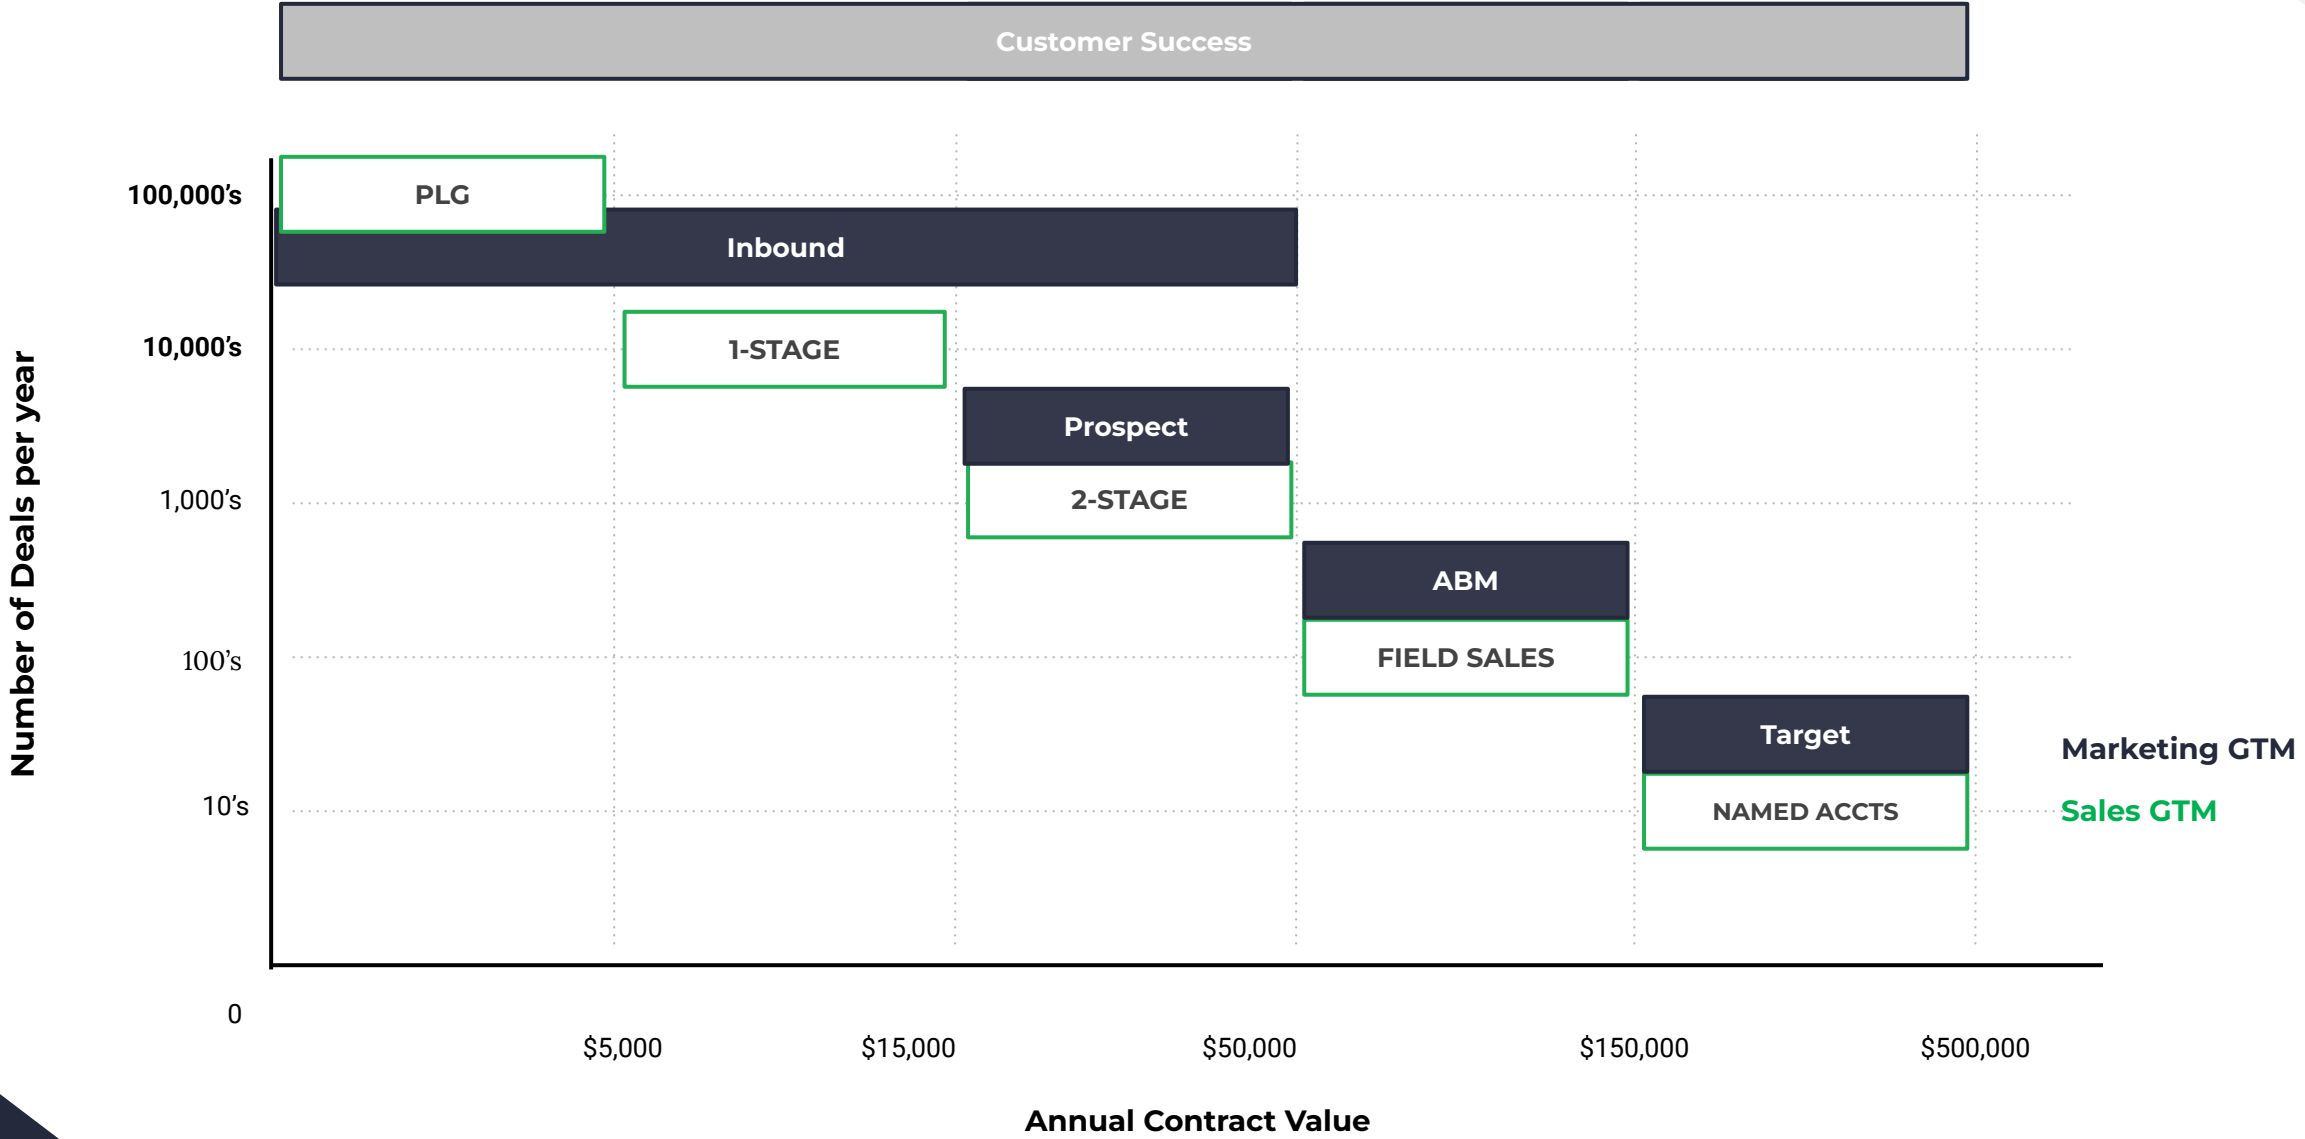 Customer Success
100,000’s
PLG
Inbound
10,000’s
1-STAGE
Prospect
1,000’s
2-STAGE
ABM
100’s
FIELD SALES
Target
Marketing GTM
10’s
NAMED ACCTS
Sales GTM
Number of Deals per year
0
$5,000
$15,000
$50,000
$150,000
$500,000
Annual Contract Value